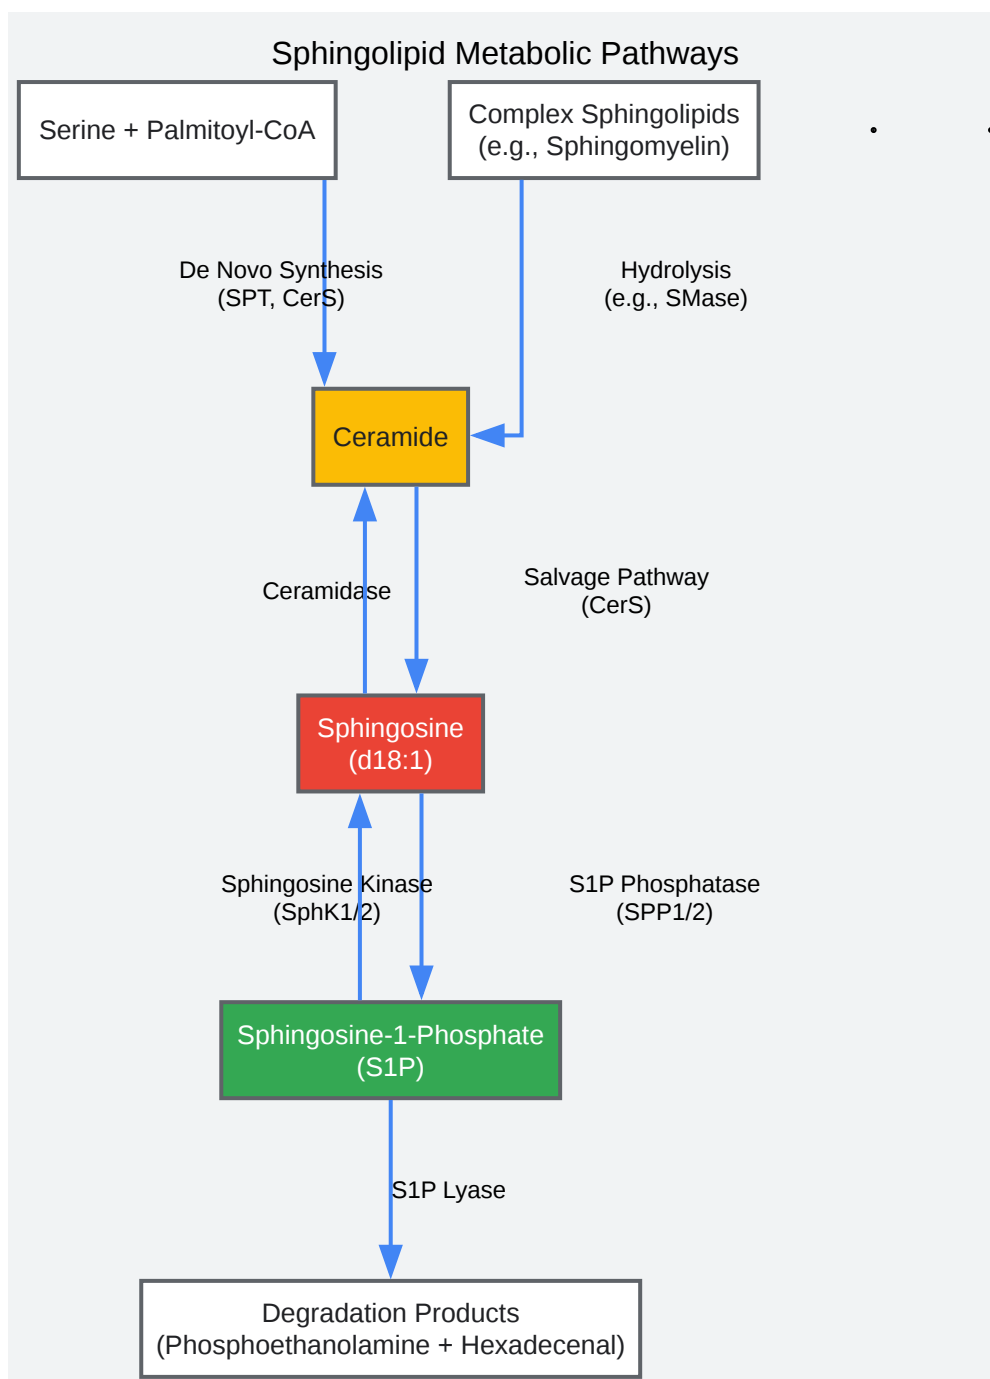 Sphingolipid Metabolic Pathways
Serine + Palmitoyl-CoA
Complex Sphingolipids
(e.g., Sphingomyelin)
De Novo Synthesis
(SPT, CerS)
Hydrolysis
(e.g., SMase)
Ceramide
Ceramidase
Salvage Pathway
(CerS)
Sphingosine
(d18:1)
Sphingosine Kinase
(SphK1/2)
S1P Phosphatase
(SPP1/2)
Sphingosine-1-Phosphate
(S1P)
S1P Lyase
Degradation Products
(Phosphoethanolamine + Hexadecenal)